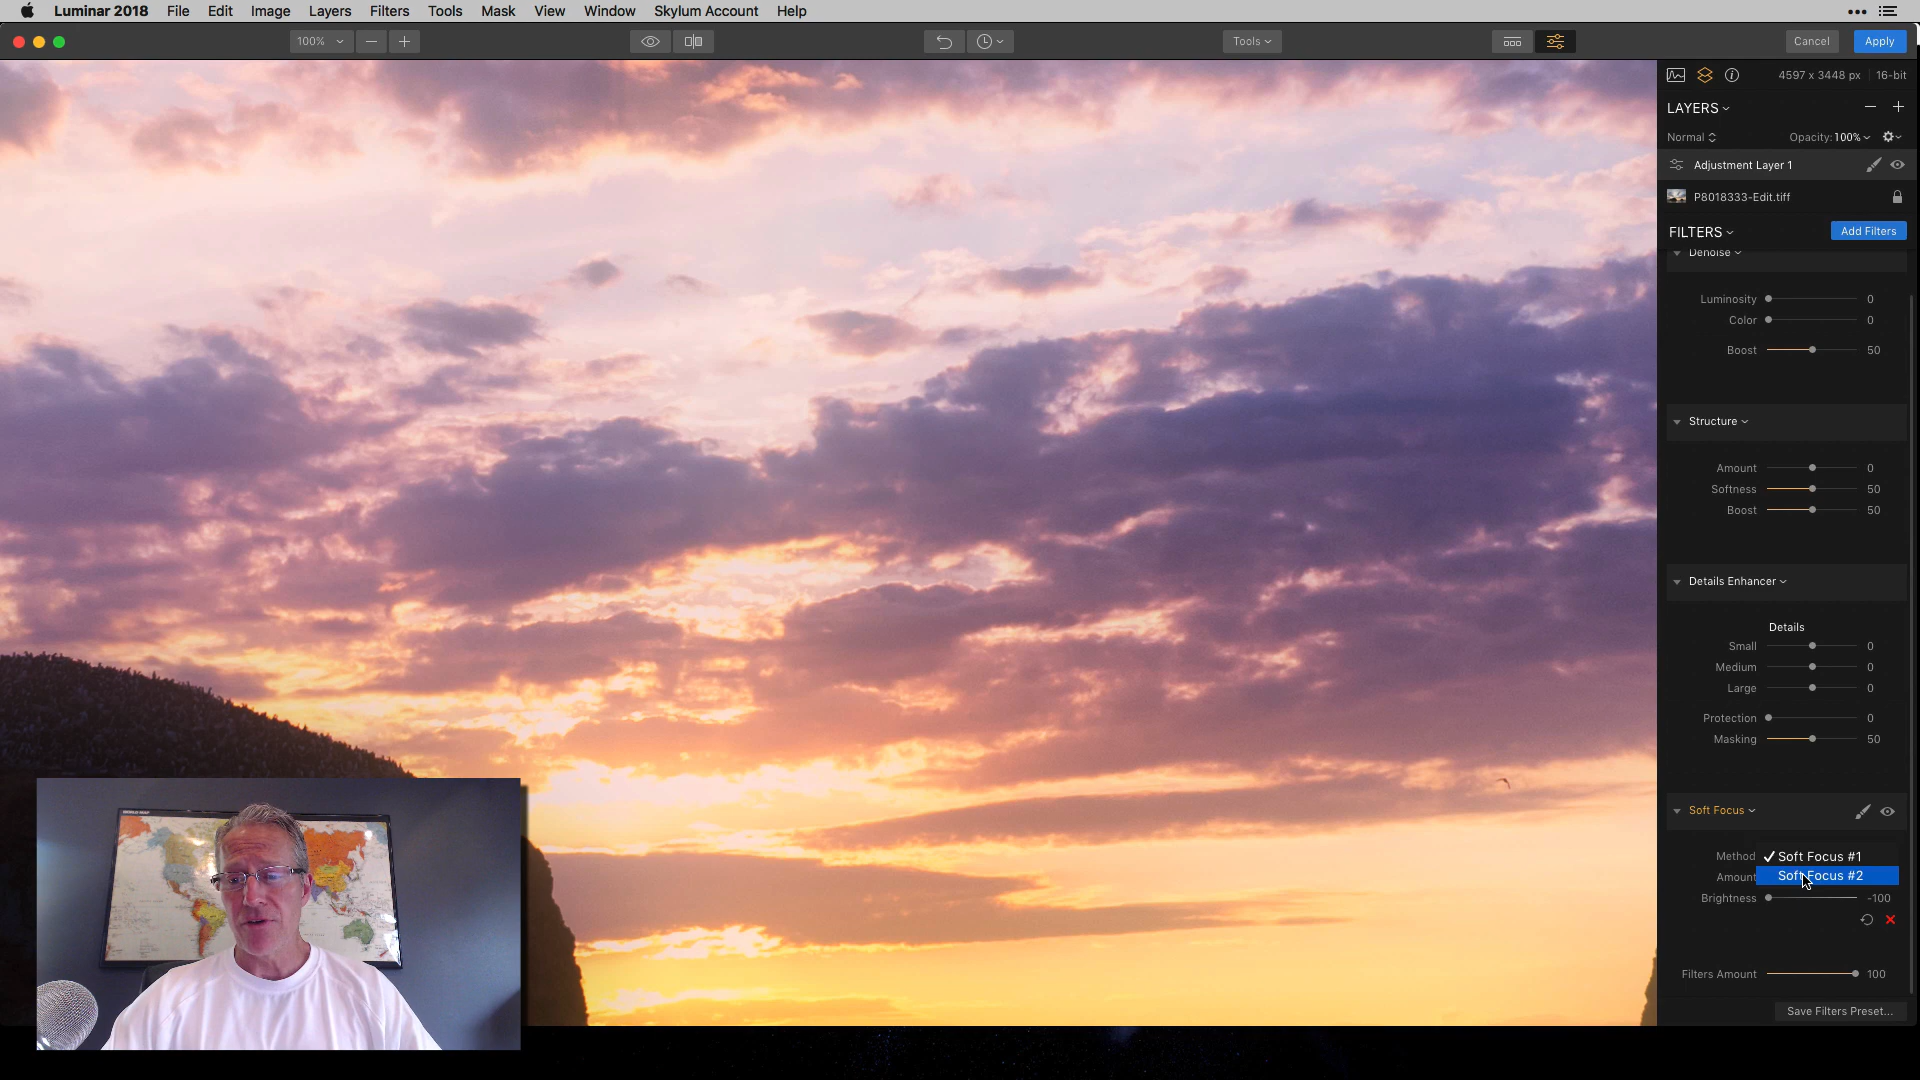 Luminar 2018 File Edit Image Layers Filters Tools Mask View Window Skylum Account Help
100% Tools Cancel Apply
4597 x 3448 px 16-bit
LAYERS
Normal Opacity: 100%
Adjustment Layer 1
P8018333-Edit.tiff
FILTERS Add Filters
Denoise
Luminosity 0
Color 0
Boost 50
Structure
Amount 0
Softness 50
Boost 50
Details Enhancer
Details
Small 0
Medium 0
Large 0
Protection 0
Masking 50
Soft Focus
Method ✓ Soft Focus #1
Amount Soft Focus #2
Brightness -100
Filters Amount 100
Save Filters Preset...
WORLD MAP